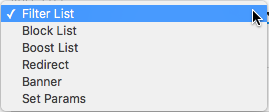 ✓ Filter List
Block List
Boost List
Redirect
Banner
Set Params